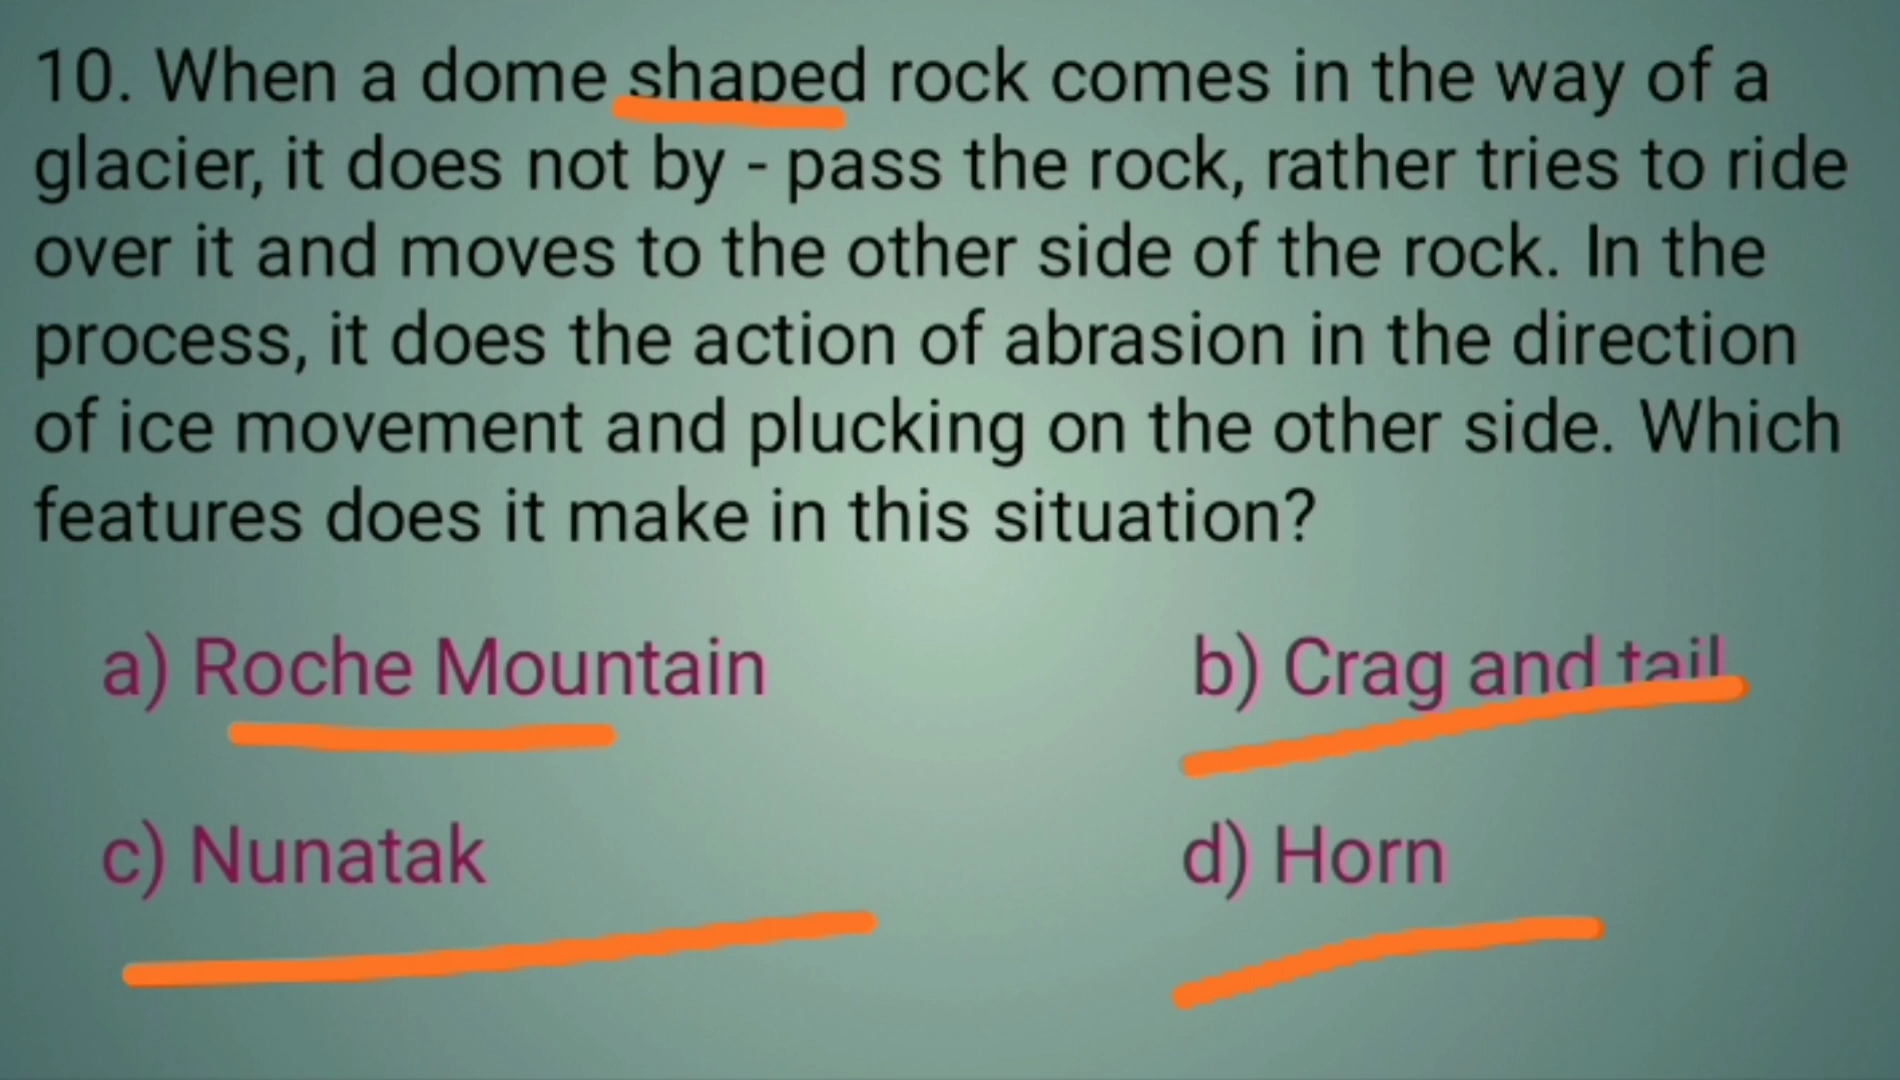 10. When a dome shaped rock comes in the way of a
glacier, it does not by - pass the rock, rather tries to ride
over it and moves to the other side of the rock. In the
process, it does the action of abrasion in the direction
of ice movement and plucking on the other side. Which
features does it make in this situation?
a) Roche Mountain
b) Crag and tail
c) Nunatak
d) Horn